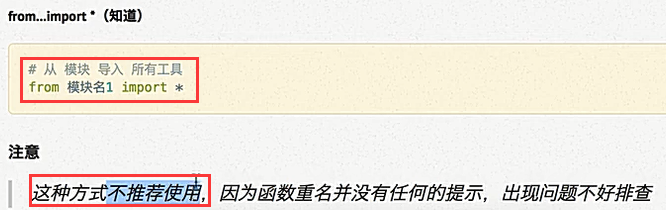 from...import *（知道）
# 从 模块 导入 所有工具
from 模块名1 import *
注意
这种方式不推荐使用，因为函数重名并没有任何的提示，出现问题不好排查